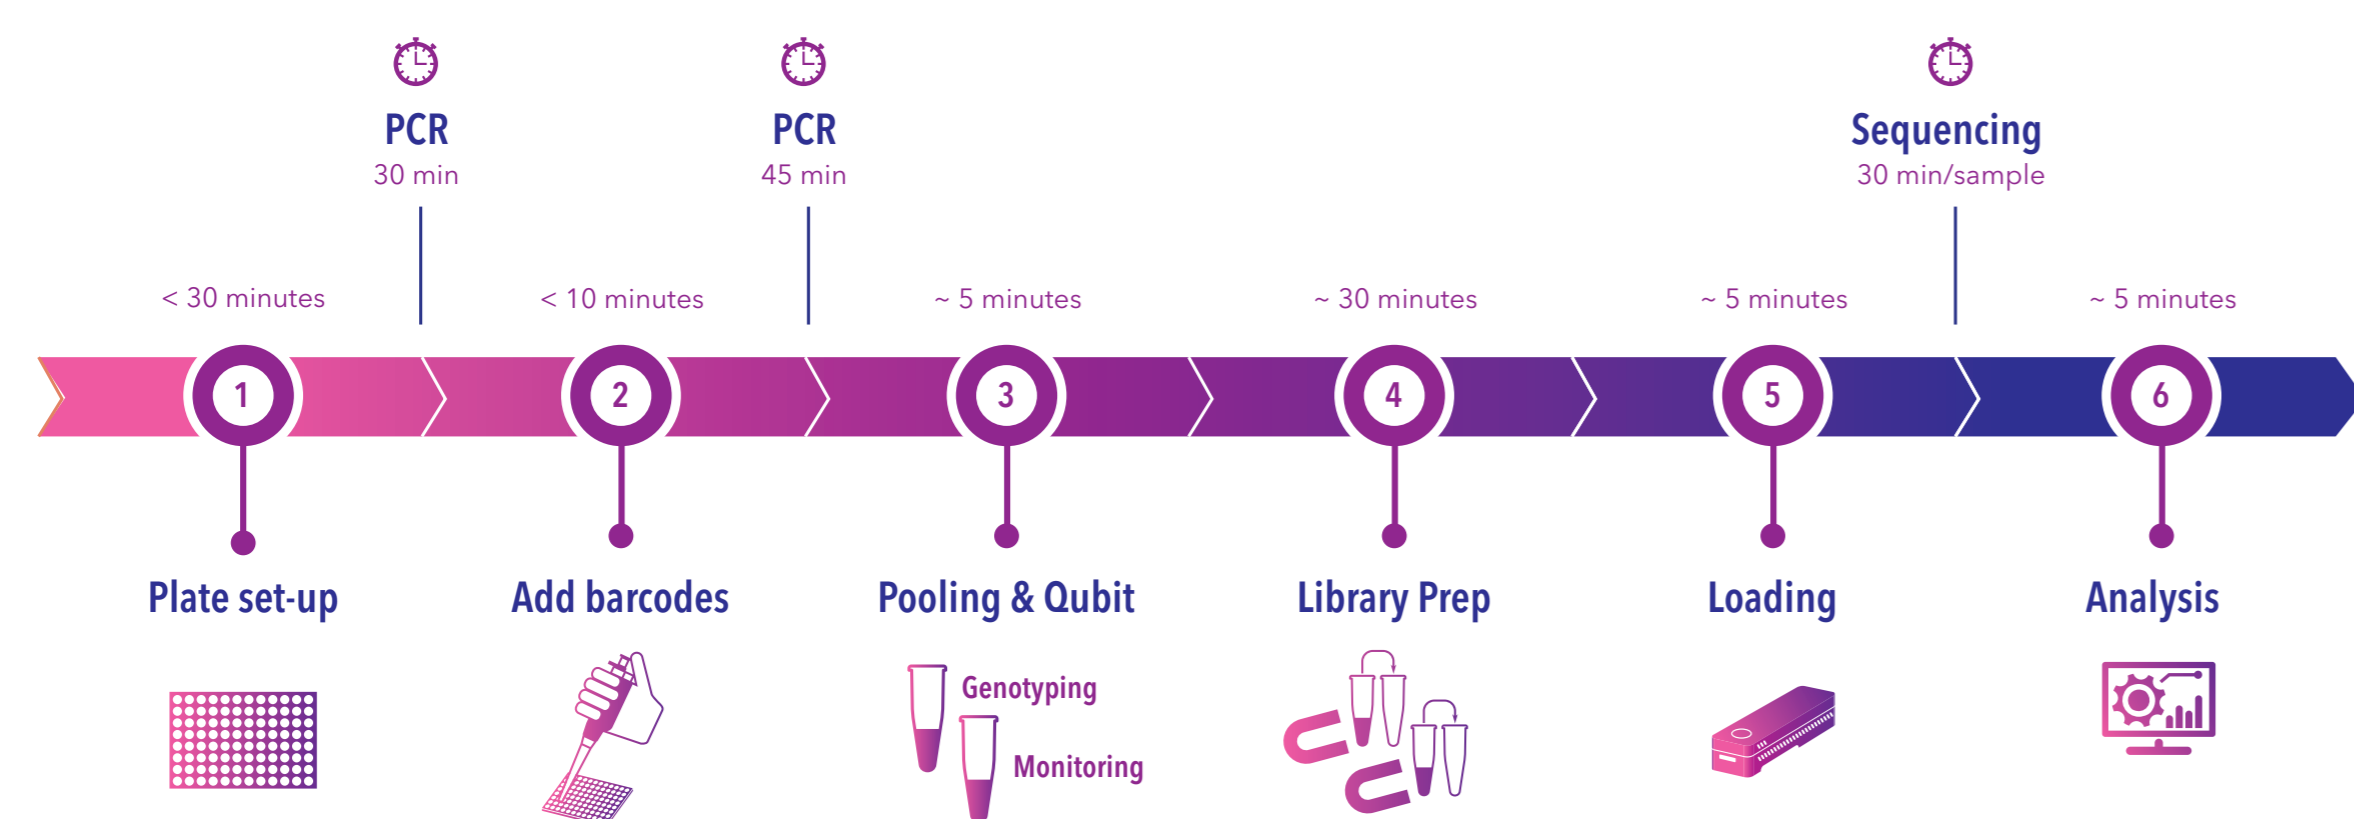 PCR
30 min
PCR
45 min
Sequencing
30 min/sample
< 30 minutes
< 10 minutes
~ 5 minutes
~ 30 minutes
~ 5 minutes
~ 5 minutes
1
2
3
4
5
6
Plate set-up
Add barcodes
Pooling & Qubit
Library Prep
Loading
Analysis
Genotyping
Monitoring